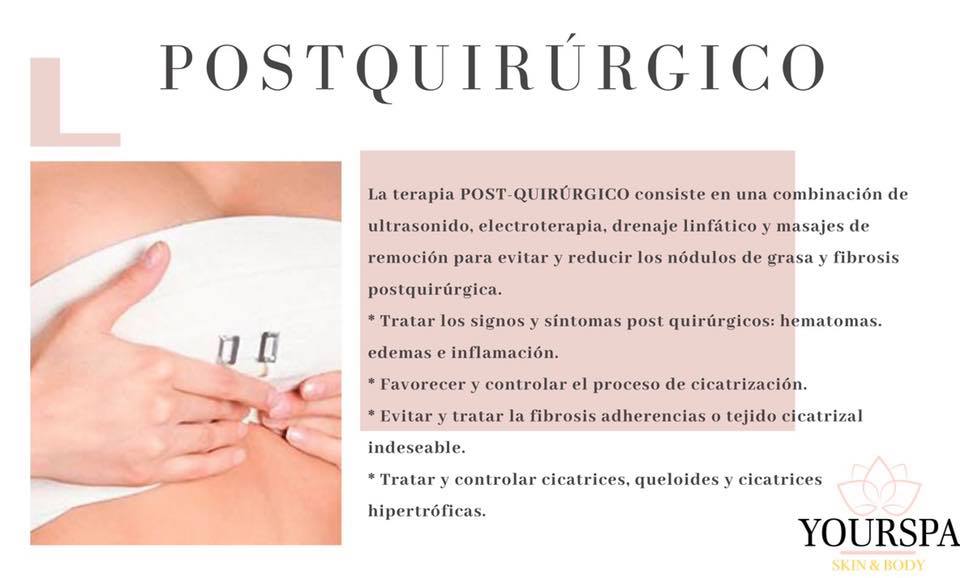 POSTQUIRÚRGICO
La terapia POST-QUIRÚRGICO consiste en una combinación de
ultrasonido, electroterapia, drenaje linfático y masajes de
remoción para evitar y reducir los nódulos de grasa y fibrosis
postquirúrgica.
* Tratar los signos y síntomas post quirúrgicos: hematomas.
edemas e inflamación.
* Favorecer y controlar el proceso de cicatrización.
* Evitar y tratar la fibrosis adherencias o tejido cicatrizal
indeseable.
* Tratar y controlar cicatrices, queloides y cicatrices
hipertróficas.
YOURSPA
SKIN & BODY